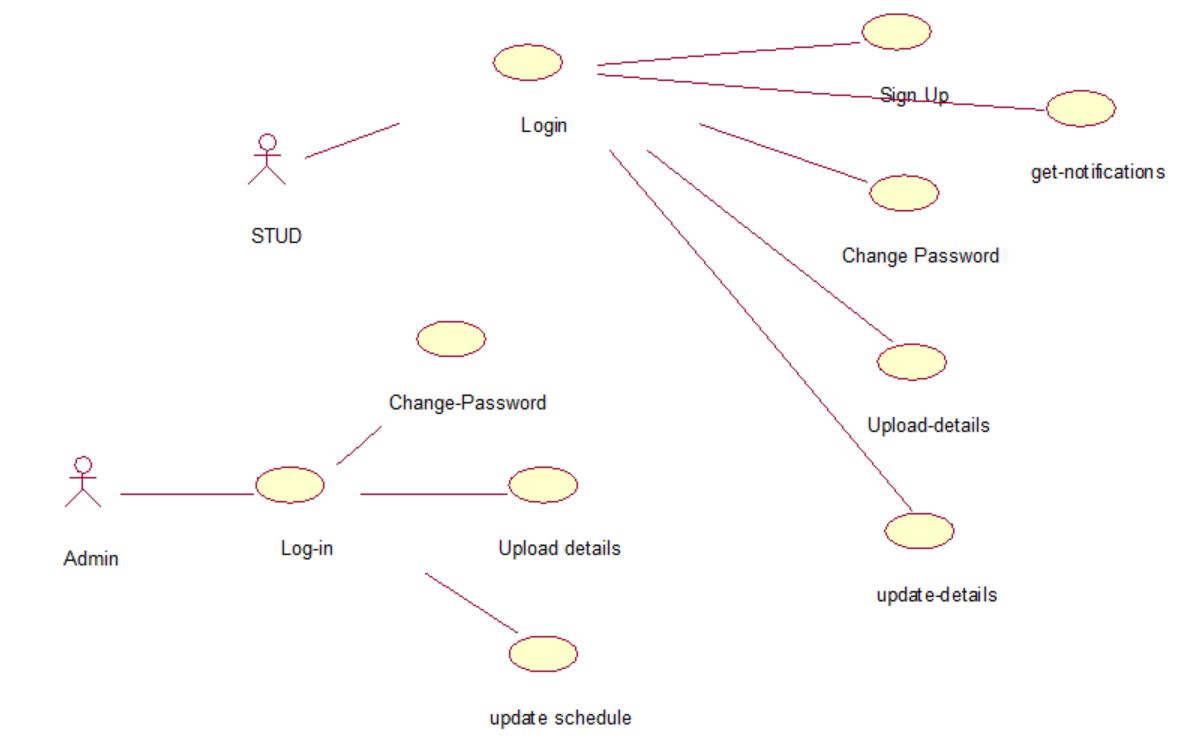 Sign Up
Login
get-notifications
STUD
Change Password
Change-Password
Upload-details
Log-in
Upload details
Admin
update-details
update schedule